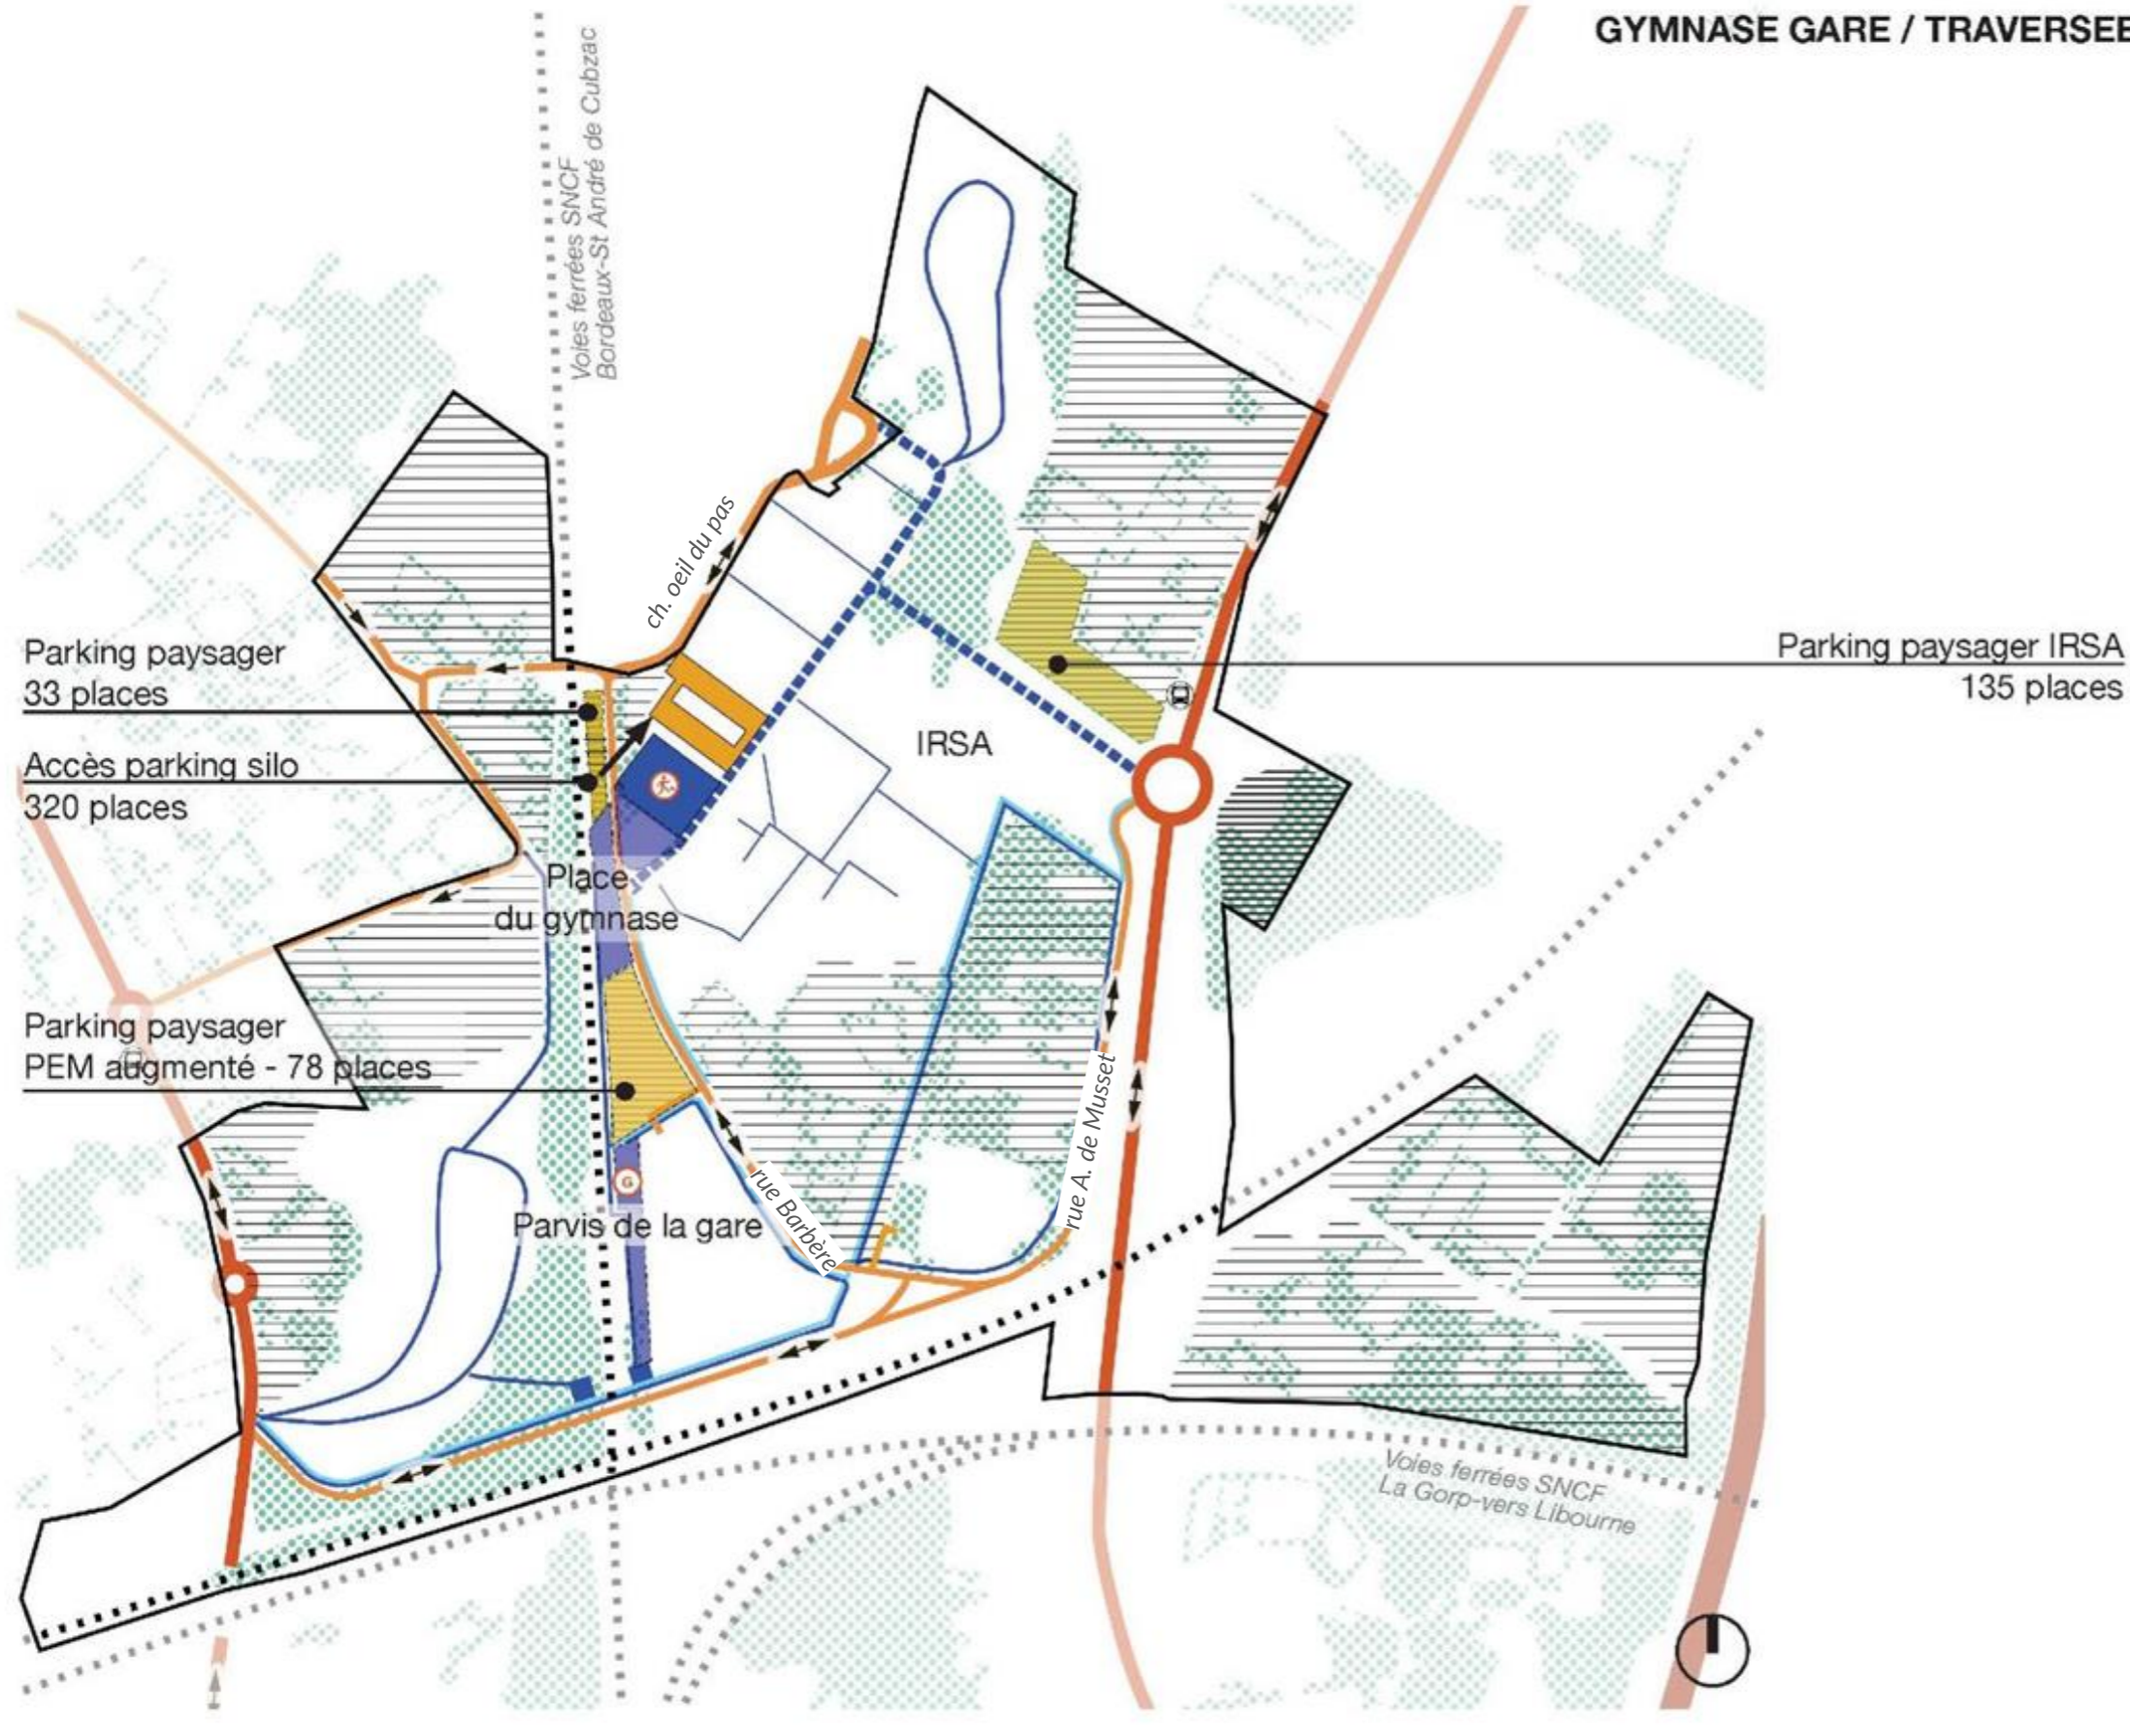 GYMNASE GARE / TRAVERSEE
Voies ferrées SNCF
Bordeaux-St André de Cubzac
ch. oeil du pas
Parking paysager
33 places
Parking paysager IRSA
135 places
Accès parking silo
320 places
IRSA
Place
du gymnase
Parking paysager
PEM augmenté - 78 places
rue A. de Musset
rue Barbère
G
Parvis de la gare
Voies ferrées SNCF
La Gorp-vers Libourne